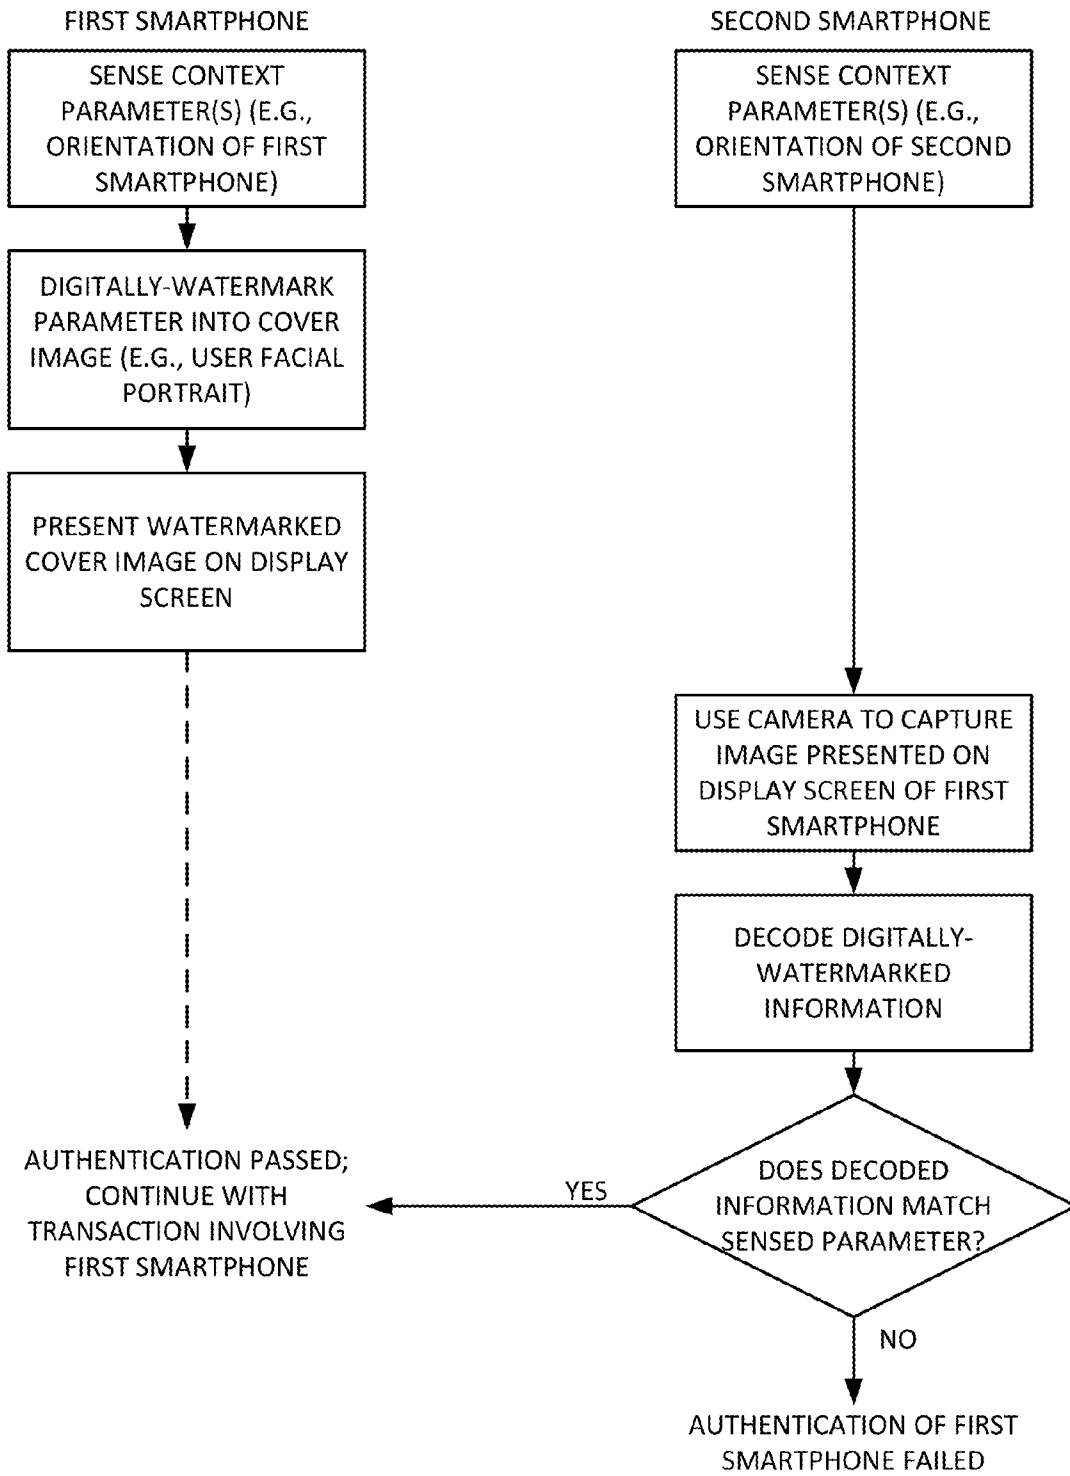 FIRST SMARTPHONE
SENSE CONTEXT
PARAMETER(S) (E.G.,
ORIENTATION OF FIRST
SMARTPHONE)
DIGITALLY-WATERMARK
PARAMETER INTO COVER
IMAGE (E.G., USER FACIAL
PORTRAIT)
PRESENT WATERMARKED
COVER IMAGE ON DISPLAY
SCREEN
SECOND SMARTPHONE
SENSE CONTEXT
PARAMETER(S) (E.G.,
ORIENTATION OF SECOND
SMARTPHONE)
USE CAMERA TO CAPTURE
IMAGE PRESENTED ON
DISPLAY SCREEN OF FIRST
SMARTPHONE
DECODE DIGITALLY-
WATERMARKED
INFORMATION
DOES DECODED
INFORMATION MATCH
SENSED PARAMETER?
YES
AUTHENTICATION PASSED;
CONTINUE WITH
TRANSACTION INVOLVING
FIRST SMARTPHONE
NO
AUTHENTICATION OF FIRST
SMARTPHONE FAILED